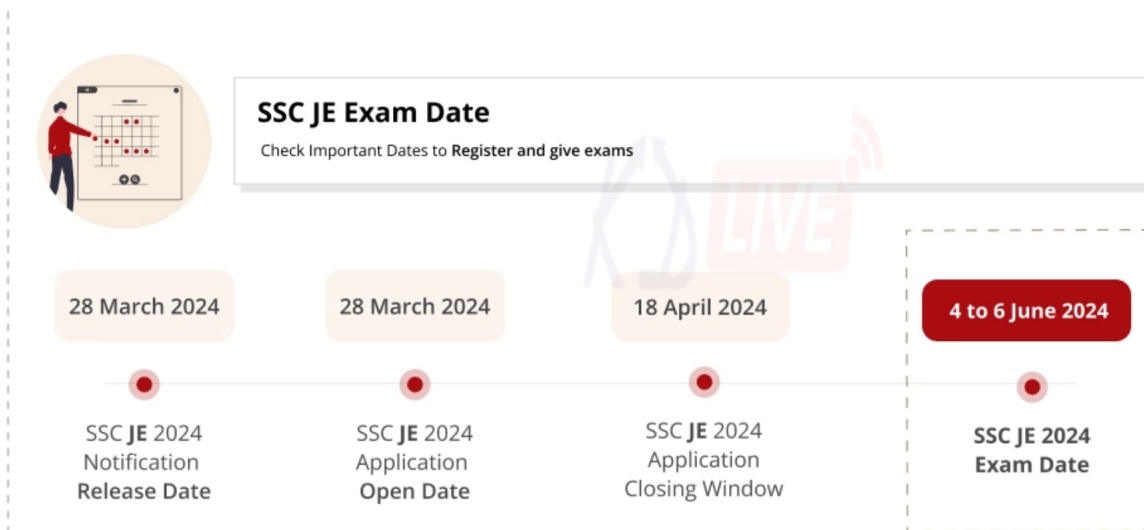 SSC JE Exam Date
Check Important Dates to Register and give exams
LIVE
28 March 2024
28 March 2024
18 April 2024
4 to 6 June 2024
SSC JE 2024
Notification
Release Date
SSC JE 2024
Application
Open Date
SSC JE 2024
Application
Closing Window
SSC JE 2024
Exam Date